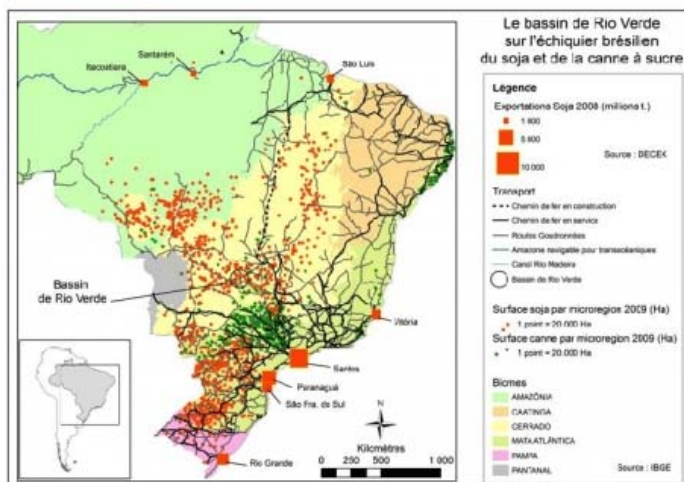 Le bassin de Rio Verde
sur l'échiquier brésilien
du soja et de la canne à sucre
Légende
Exportations Soja 2008 (millions t.)
1 800
5 800
10 000
Source : DECEX
Transport
Chemin de fer en construction
Chemin de fer en service
Routes Goudronnées
Amazone navigable pour transocéaniques
Canal Rio Madeira
Bassin de Rio Verde
Surface soja par microregion 2009 (Ha)
1 point = 20.000 Ha
Surface canne par microregion 2009 (Ha)
1 point = 20.000 Ha
Biomes
AMAZÔNIA
CAATINGA
CERRADO
MATA ATLÂNTICA
PAMPA
PANTANAL
Source : IBGE
Santarém
Itacoatiara
São Luis
Bassin
de Rio Verde
Vitória
Santos
Paranaguá
São Fra. do Sul
Rio Grande
N
Kilomètres
0 250 500 1 000